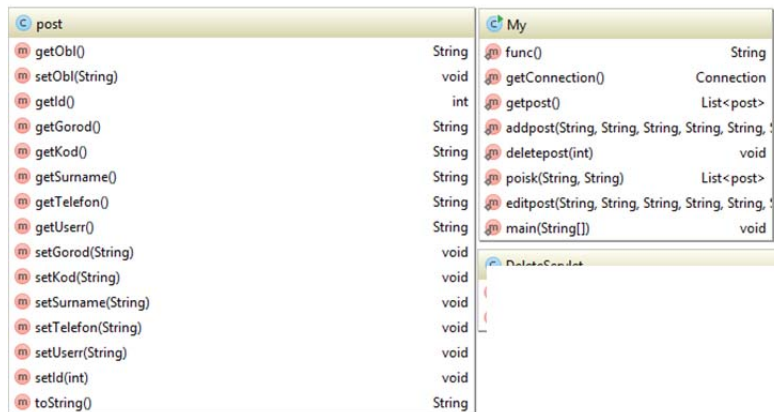 post
getObl() String
setObl(String) void
getId() int
getGorod() String
getKod() String
getSurname() String
getTelefon() String
getUserr() String
setGorod(String) void
setKod(String) void
setSurname(String) void
setTelefon(String) void
setUserr(String) void
setId(int) void
toString() String
My
func() String
getConnection() Connection
getpost() List<post>
addpost(String, String, String, String, String,
deletepost(int) void
poisk(String, String) List<post>
editpost(String, String, String, String, String,
main(String[]) void
DeleteServlet